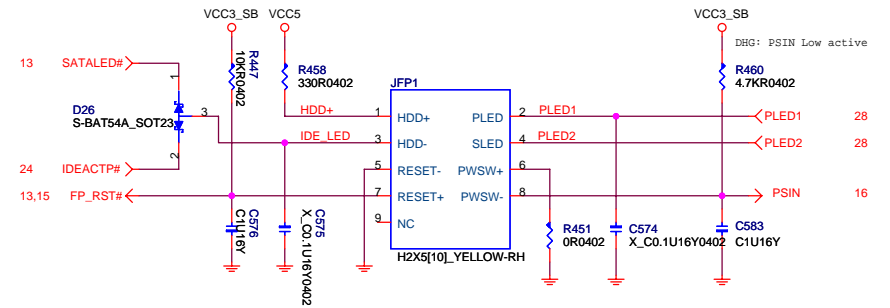 VCC3_SB VCC5 VCC3_SB
DHG: PSIN Low active
13 SATALED#
R447
10KR0402
R458
330R0402
R460
4.7KR0402
JFP1
1
D26
S-BAT54A_SOT23
3
2
HDD+ 1 HDD+ PLED 2 PLED1 PLED1 28
IDE_LED 3 HDD- SLED 4 PLED2 PLED2 28
24 IDEACTP# 5 RESET- PWSW+ 6
13,15 FP_RST# 7 RESET+ PWSW- 8 PSIN 16
9 NC
C576
C1U16Y
C575
X_C0.1U16Y0402
R451
0R0402
C574
X_C0.1U16Y0402
C583
C1U16Y
H2X5[10]_YELLOW-RH